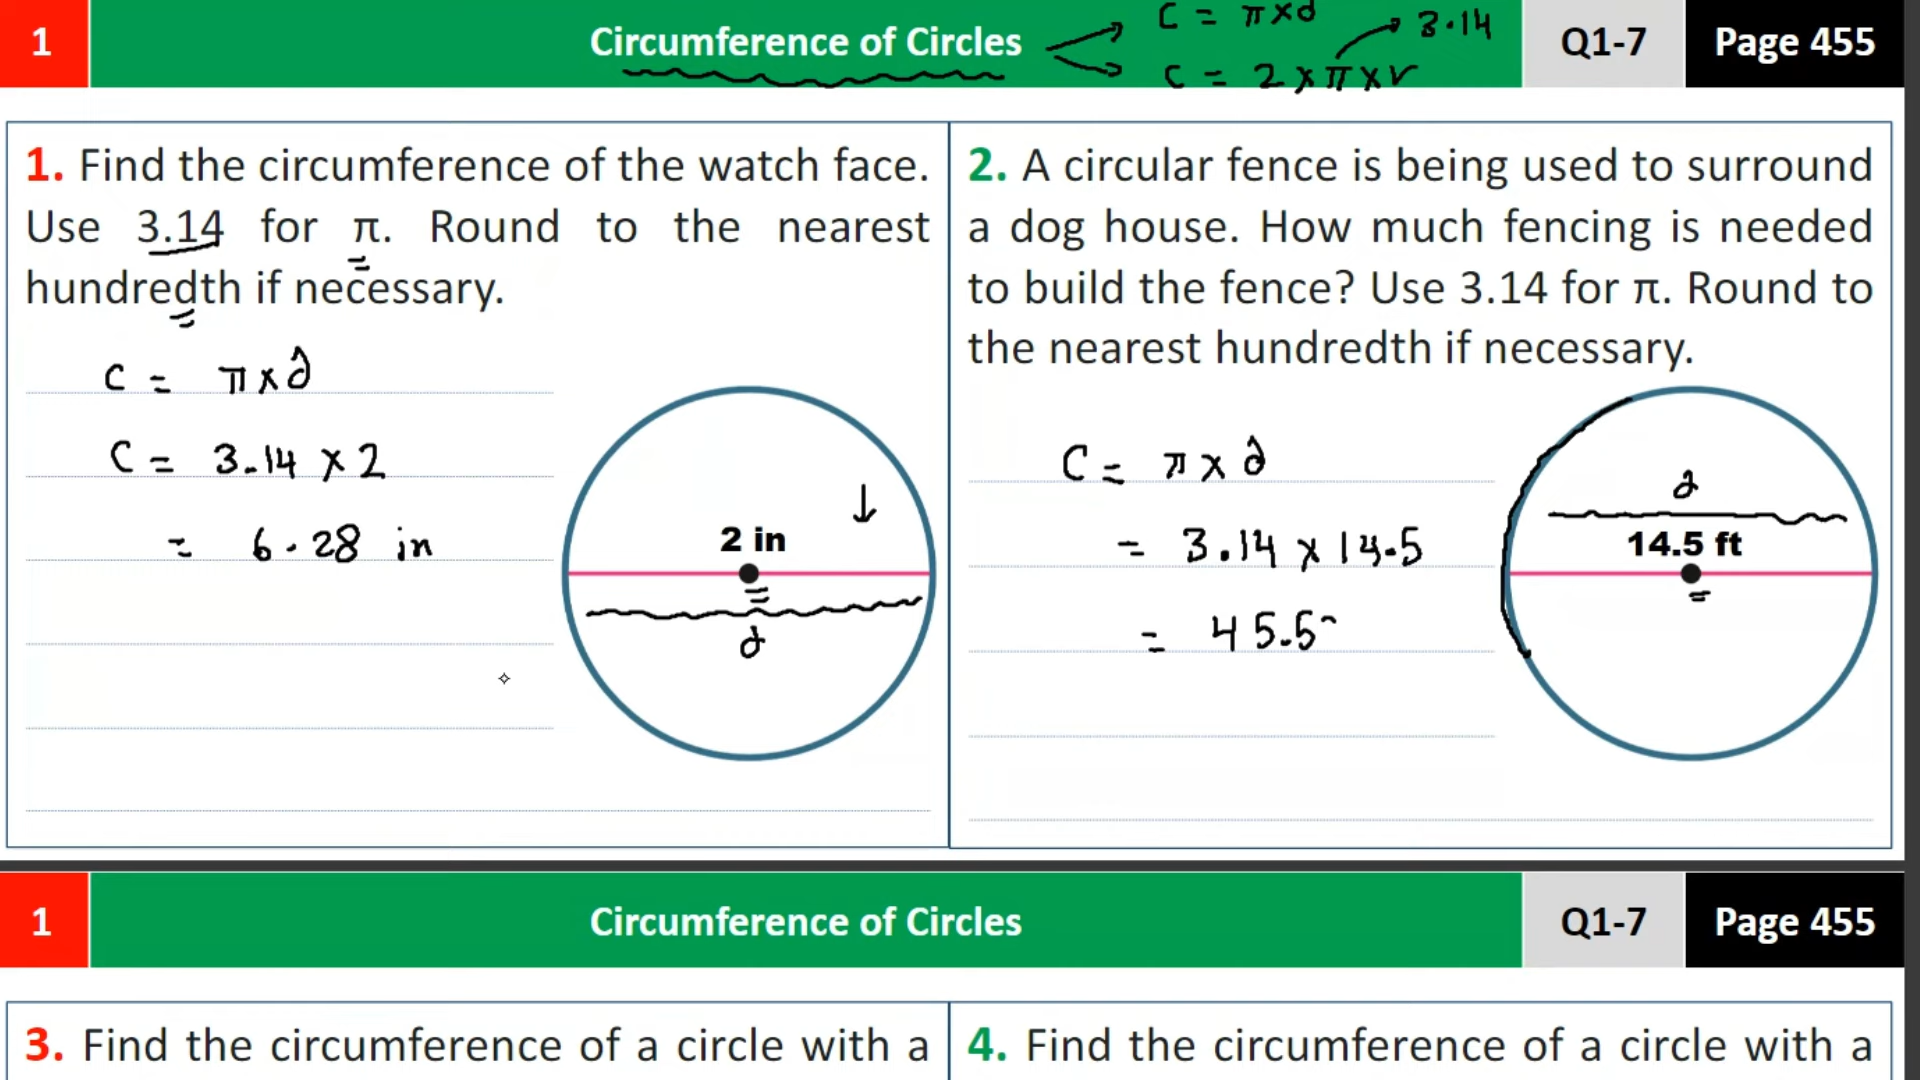 1 Circumference of Circles Q1-7 Page 455
C = π×d
C = 2×π×r
3.14
1. Find the circumference of the watch face.
Use 3.14 for π. Round to the nearest
hundredth if necessary.
C = π×d
C = 3.14 × 2
= 6.28 in
2 in
d
2. A circular fence is being used to surround
a dog house. How much fencing is needed
to build the fence? Use 3.14 for π. Round to
the nearest hundredth if necessary.
C = π × d
= 3.14 × 14.5
= 45.5
d
14.5 ft
1 Circumference of Circles Q1-7 Page 455
3. Find the circumference of a circle with a
4. Find the circumference of a circle with a